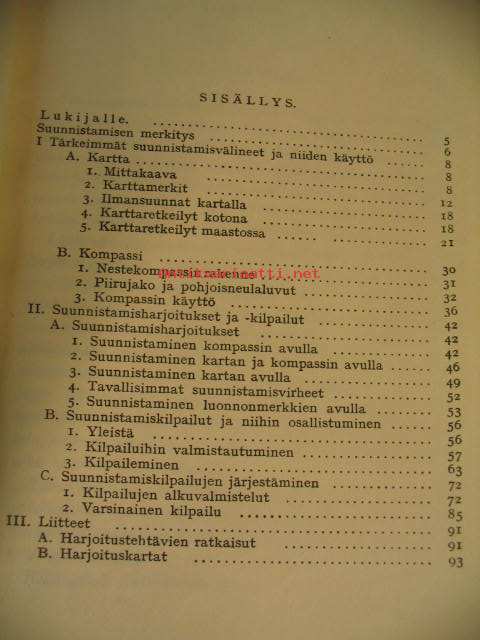 SISÄLLYS.
Lukijalle. 5
Suunnistamisen merkitys 6
I Tärkeimmät suunnistamisvälineet ja niiden käyttö 8
A. Kartta 8
1. Mittakaava 8
2. Karttamerkit 12
3. Ilmansuunnat kartalla 18
4. Karttaretkeilyt kotona 18
5. Karttaretkeilyt maastossa 21
B. Kompassi 30
1. Nestekompassin rakenne 31
2. Piirujako ja pohjoisneulaluvut 32
3. Kompassin käyttö 36
II. Suunnistamisharjoitukset ja -kilpailut 42
A. Suunnistamisharjoitukset 42
1. Suunnistaminen kompassin avulla 42
2. Suunnistaminen kartan ja kompassin avulla 46
3. Suunnistaminen kartan avulla 49
4. Tavallisimmat suunnistamisvirheet 52
5. Suunnistaminen luonnonmerkkien avulla 53
B. Suunnistamiskilpailut ja niihin osallistuminen 56
1. Yleistä 56
2. Kilpailuihin valmistautuminen 57
3. Kilpaileminen 63
C. Suunnistamiskilpailujen järjestäminen 72
1. Kilpailujen alkuvalmistelut 72
2. Varsinainen kilpailu 85
III. Liitteet 91
A. Harjoitustehtävien ratkaisut 91
B. Harjoituskartat 93